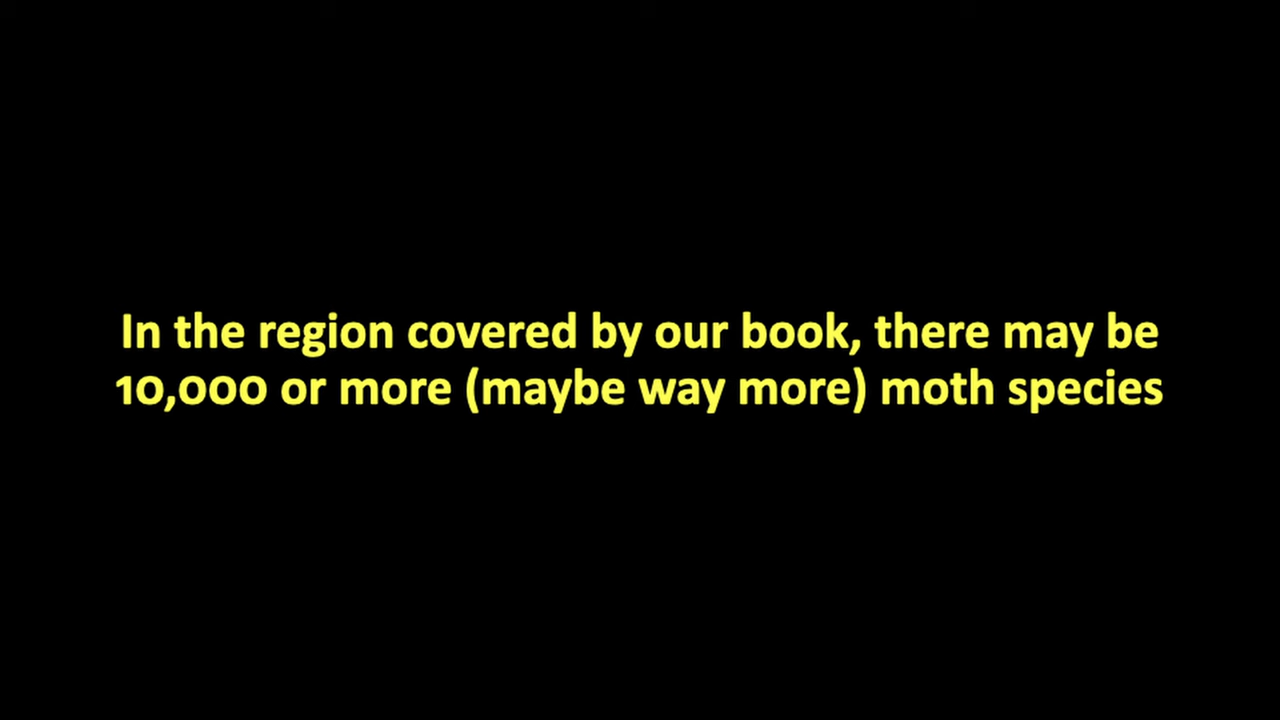 In the region covered by our book, there may be
10,000 or more (maybe way more) moth species